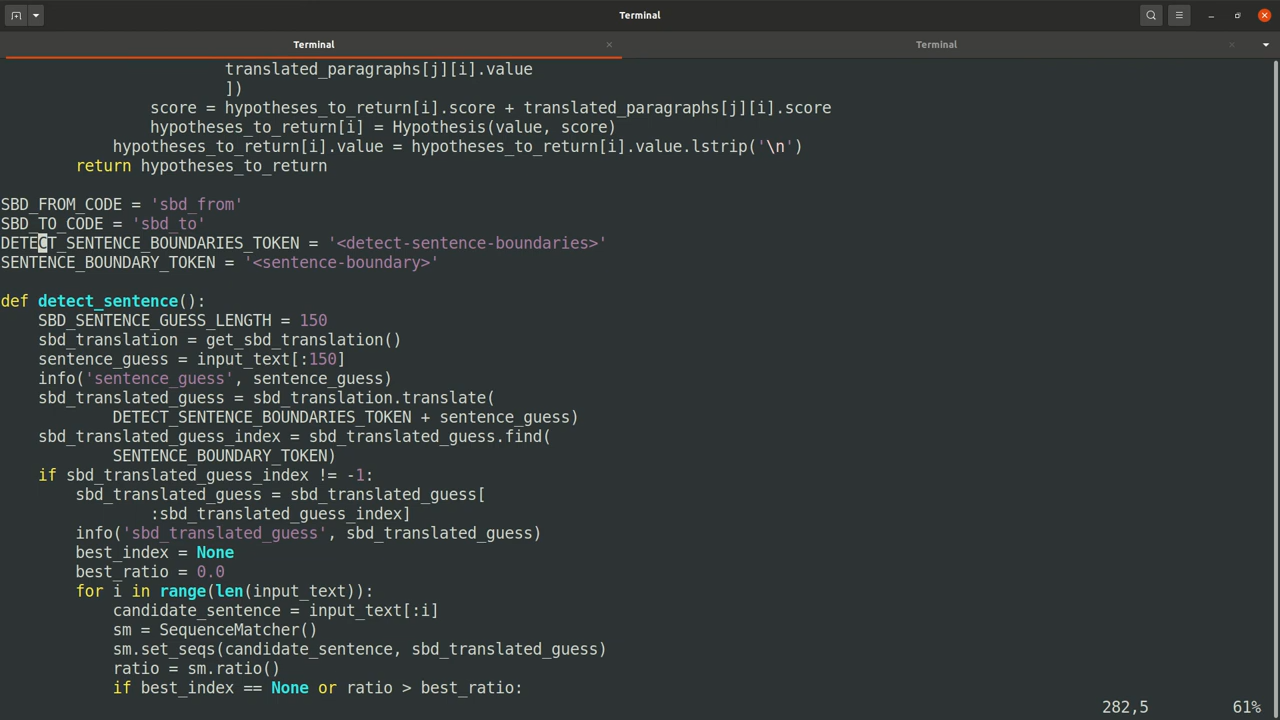 Terminal
Terminal
Terminal
                        translated_paragraphs[j][i].value
                        ])
                score = hypotheses_to_return[i].score + translated_paragraphs[j][i].score
                hypotheses_to_return[i] = Hypothesis(value, score)
            hypotheses_to_return[i].value = hypotheses_to_return[i].value.lstrip('\n')
        return hypotheses_to_return

SBD_FROM_CODE = 'sbd_from'
SBD_TO_CODE = 'sbd_to'
DETECT_SENTENCE_BOUNDARIES_TOKEN = '<detect-sentence-boundaries>'
SENTENCE_BOUNDARY_TOKEN = '<sentence-boundary>'

def detect_sentence():
    SBD_SENTENCE_GUESS_LENGTH = 150
    sbd_translation = get_sbd_translation()
    sentence_guess = input_text[:150]
    info('sentence_guess', sentence_guess)
    sbd_translated_guess = sbd_translation.translate(
            DETECT_SENTENCE_BOUNDARIES_TOKEN + sentence_guess)
    sbd_translated_guess_index = sbd_translated_guess.find(
            SENTENCE_BOUNDARY_TOKEN)
    if sbd_translated_guess_index != -1:
        sbd_translated_guess = sbd_translated_guess[
                :sbd_translated_guess_index]
        info('sbd_translated_guess', sbd_translated_guess)
        best_index = None
        best_ratio = 0.0
        for i in range(len(input_text)):
            candidate_sentence = input_text[:i]
            sm = SequenceMatcher()
            sm.set_seqs(candidate_sentence, sbd_translated_guess)
            ratio = sm.ratio()
            if best_index == None or ratio > best_ratio:
282,5 61%